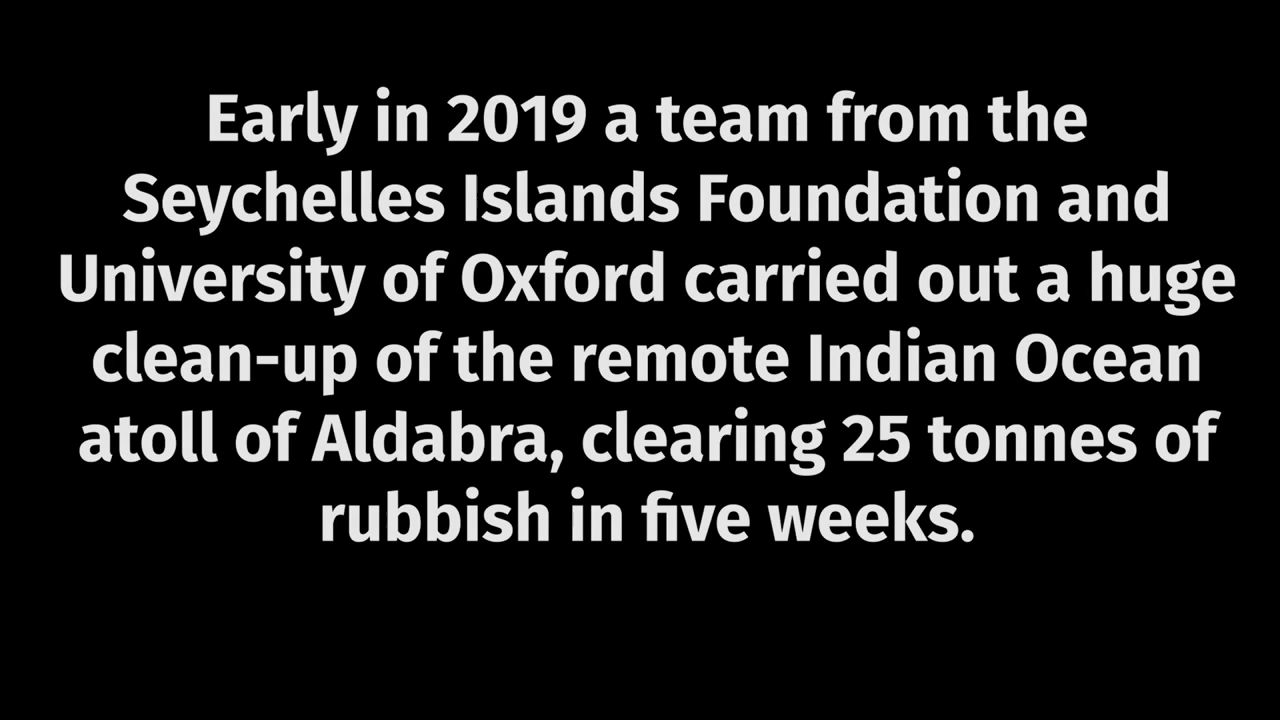 Early in 2019 a team from the
Seychelles Islands Foundation and
University of Oxford carried out a huge
clean-up of the remote Indian Ocean
atoll of Aldabra, clearing 25 tonnes of
rubbish in five weeks.